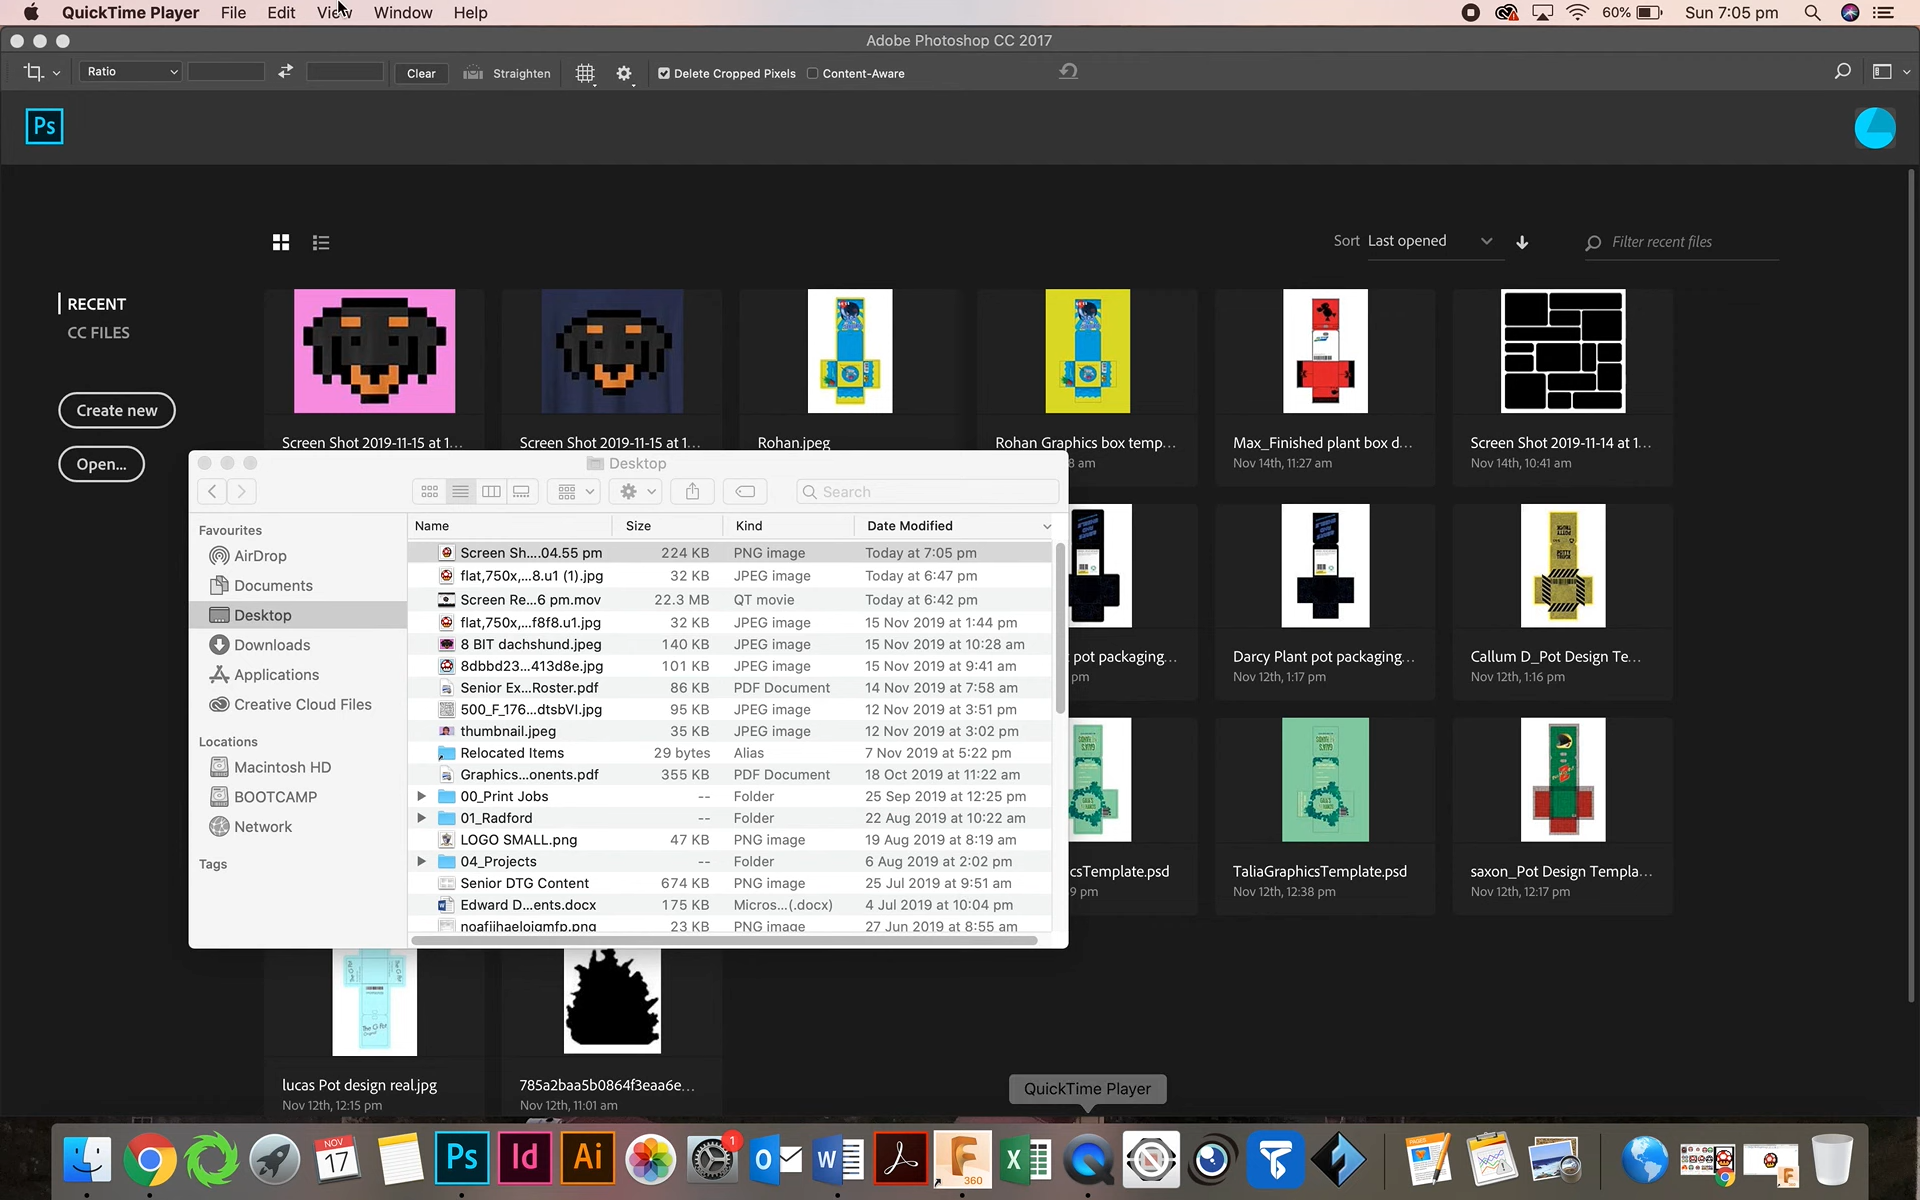 QuickTime Player File Edit View Window Help 60% Sun 7:05 pm
Adobe Photoshop CC 2017
Ratio Clear Straighten Delete Cropped Pixels Content-Aware
Ps
Sort Last opened Filter recent files
RECENT
CC FILES
Create new
Open...
Screen Shot 2019-11-15 at 1... Screen Shot 2019-11-15 at 1... Rohan.jpeg Rohan Graphics box temp... Max_Finished plant box d... Screen Shot 2019-11-14 at 1...
8 am Nov 14th, 11:27 am Nov 14th, 10:41 am
Desktop
Search
Favourites
AirDrop
Documents
Desktop
Downloads
Applications
Creative Cloud Files
Locations
Macintosh HD
BOOTCAMP
Network
Tags
Name Size Kind Date Modified
Screen Sh....04.55 pm 224 KB PNG image Today at 7:05 pm
flat,750x,...8.u1 (1).jpg 32 KB JPEG image Today at 6:47 pm
Screen Re...6 pm.mov 22.3 MB QT movie Today at 6:42 pm
flat,750x,...f8f8.u1.jpg 32 KB JPEG image 15 Nov 2019 at 1:44 pm
8 BIT dachshund.jpeg 140 KB JPEG image 15 Nov 2019 at 10:28 am
8dbbd23...413d8e.jpg 101 KB JPEG image 15 Nov 2019 at 9:41 am
Senior Ex...Roster.pdf 86 KB PDF Document 14 Nov 2019 at 7:58 am
500_F_176...dtsbVI.jpg 95 KB JPEG image 12 Nov 2019 at 3:51 pm
thumbnail.jpeg 35 KB JPEG image 12 Nov 2019 at 3:02 pm
Relocated Items 29 bytes Alias 7 Nov 2019 at 5:22 pm
Graphics...onents.pdf 355 KB PDF Document 18 Oct 2019 at 11:22 am
00_Print Jobs -- Folder 25 Sep 2019 at 12:25 pm
01_Radford -- Folder 22 Aug 2019 at 10:22 am
LOGO SMALL.png 47 KB PNG image 19 Aug 2019 at 8:19 am
04_Projects -- Folder 6 Aug 2019 at 2:02 pm
Senior DTG Content 674 KB PNG image 25 Jul 2019 at 9:51 am
Edward D...ents.docx 175 KB Micros...(.docx) 4 Jul 2019 at 10:04 pm
noafiihaeloigmfp.png 23 KB PNG image 27 Jun 2019 at 8:55 am
t pot packaging... Darcy Plant pot packaging... Callum D_Pot Design Te...
pm Nov 12th, 1:17 pm Nov 12th, 1:16 pm
csTemplate.psd TaliaGraphicsTemplate.psd saxon_Pot Design Templa...
9 pm Nov 12th, 12:38 pm Nov 12th, 12:17 pm
lucas Pot design real.jpg 785a2baa5b0864f3eaa6e...
Nov 12th, 12:15 pm Nov 12th, 11:01 am
QuickTime Player
NOV
17
Ps Id Ai 1
360